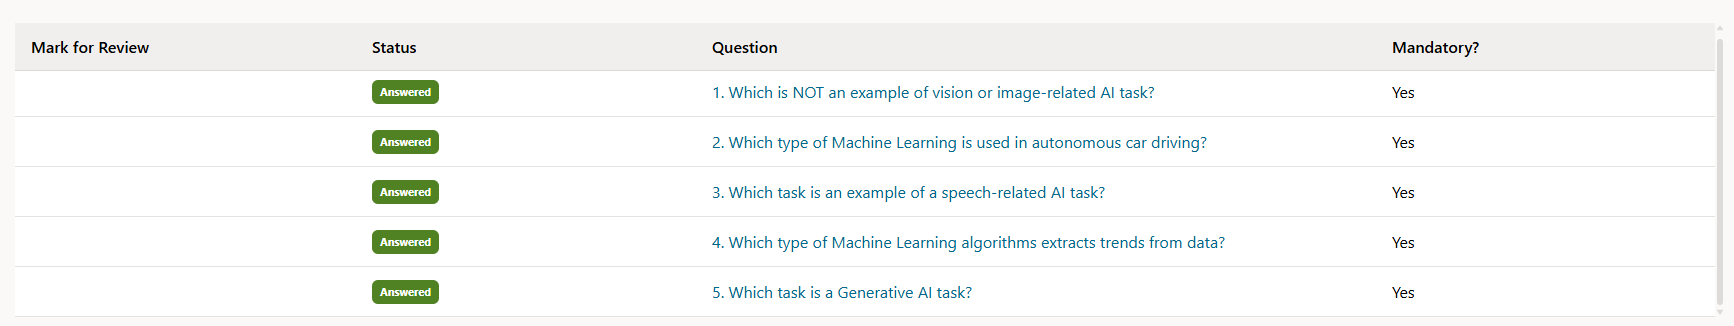 Mark for Review Status Question Mandatory?
Answered 1. Which is NOT an example of vision or image-related AI task? Yes
Answered 2. Which type of Machine Learning is used in autonomous car driving? Yes
Answered 3. Which task is an example of a speech-related AI task? Yes
Answered 4. Which type of Machine Learning algorithms extracts trends from data? Yes
Answered 5. Which task is a Generative AI task? Yes